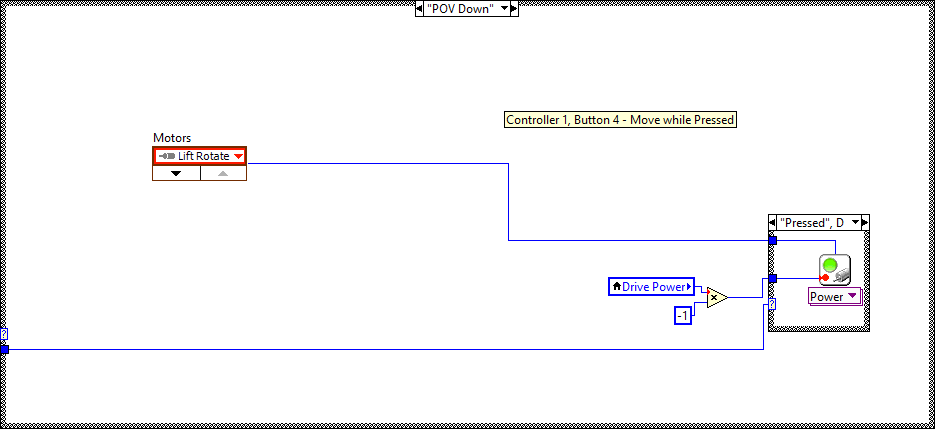 "POV Down"
Controller 1, Button 4 - Move while Pressed
Motors
Lift Rotate
"Pressed", D
Drive Power
×
-1
Power
?
?